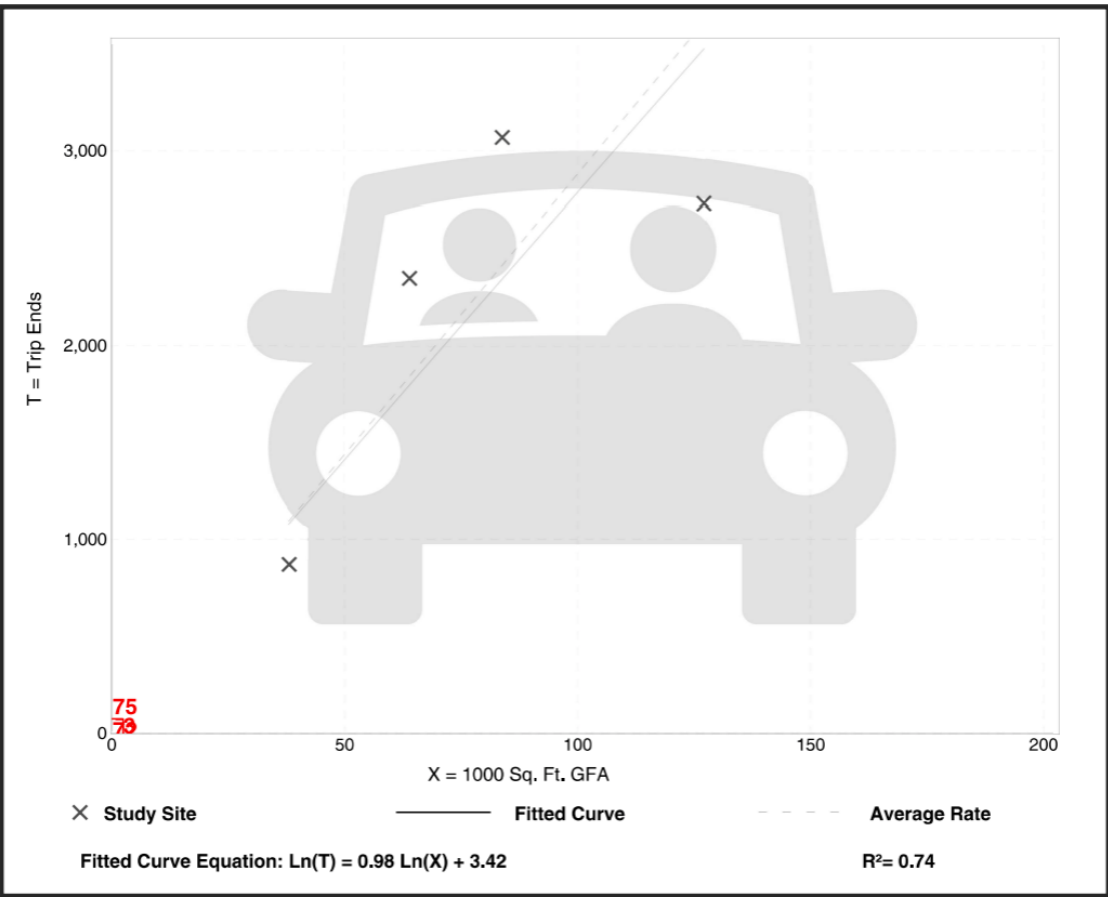 3,000
2,000
1,000
0
T = Trip Ends
75
0 50 100 150 200
X = 1000 Sq. Ft. GFA
Study Site Fitted Curve Average Rate
Fitted Curve Equation: Ln(T) = 0.98 Ln(X) + 3.42 R²= 0.74